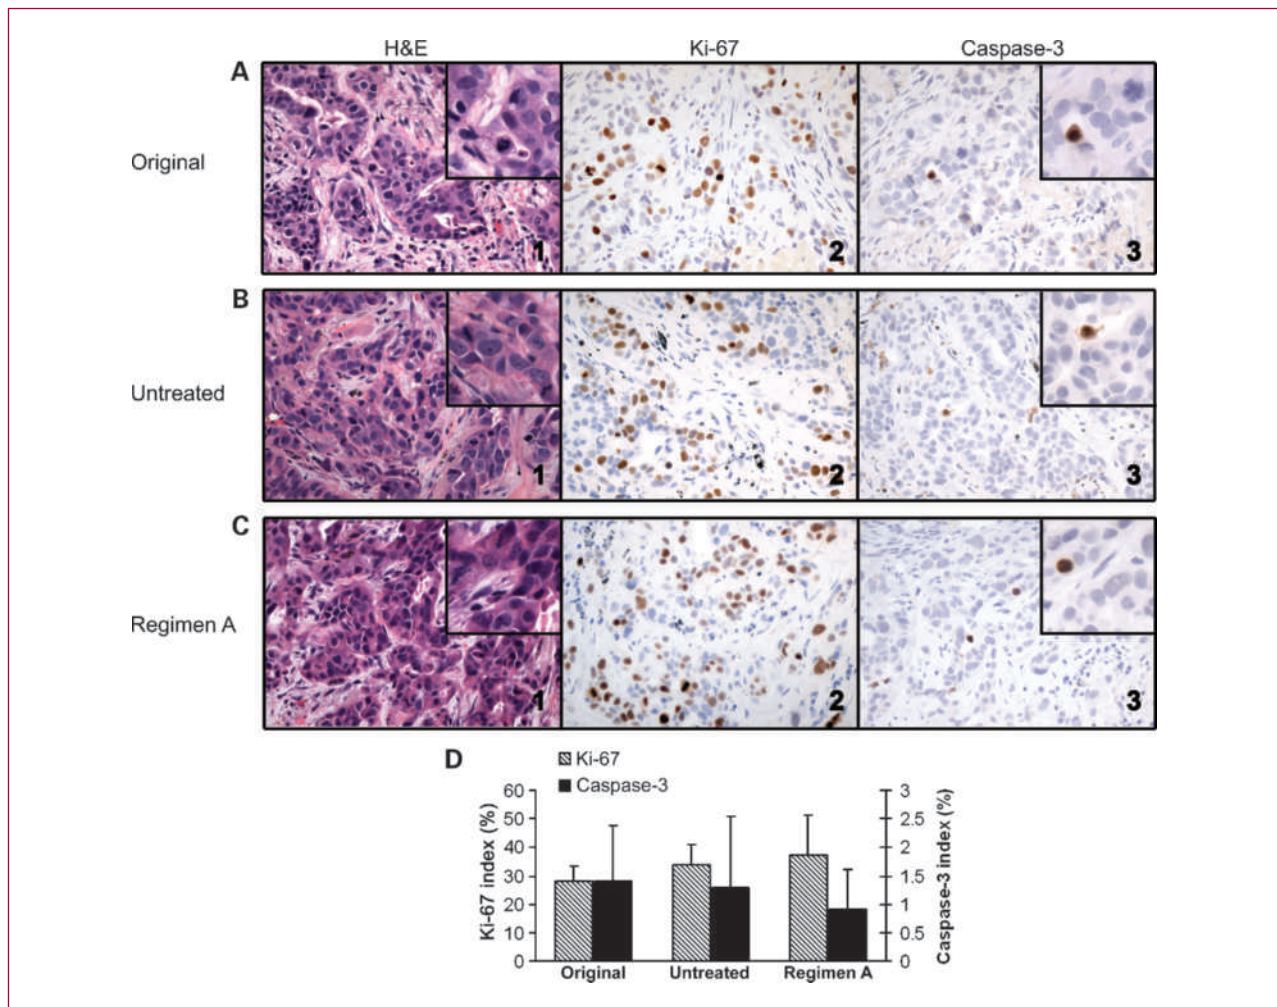 H&E Ki-67 Caspase-3
A
Original
1 2 3
B
Untreated
1 2 3
C
Regimen A
1 2 3
D
Ki-67
Caspase-3
Ki-67 index (%)
60
50
40
30
20
10
0
3
2.5
2
1.5
1
0.5
0
Caspase-3 index (%)
Original Untreated Regimen A